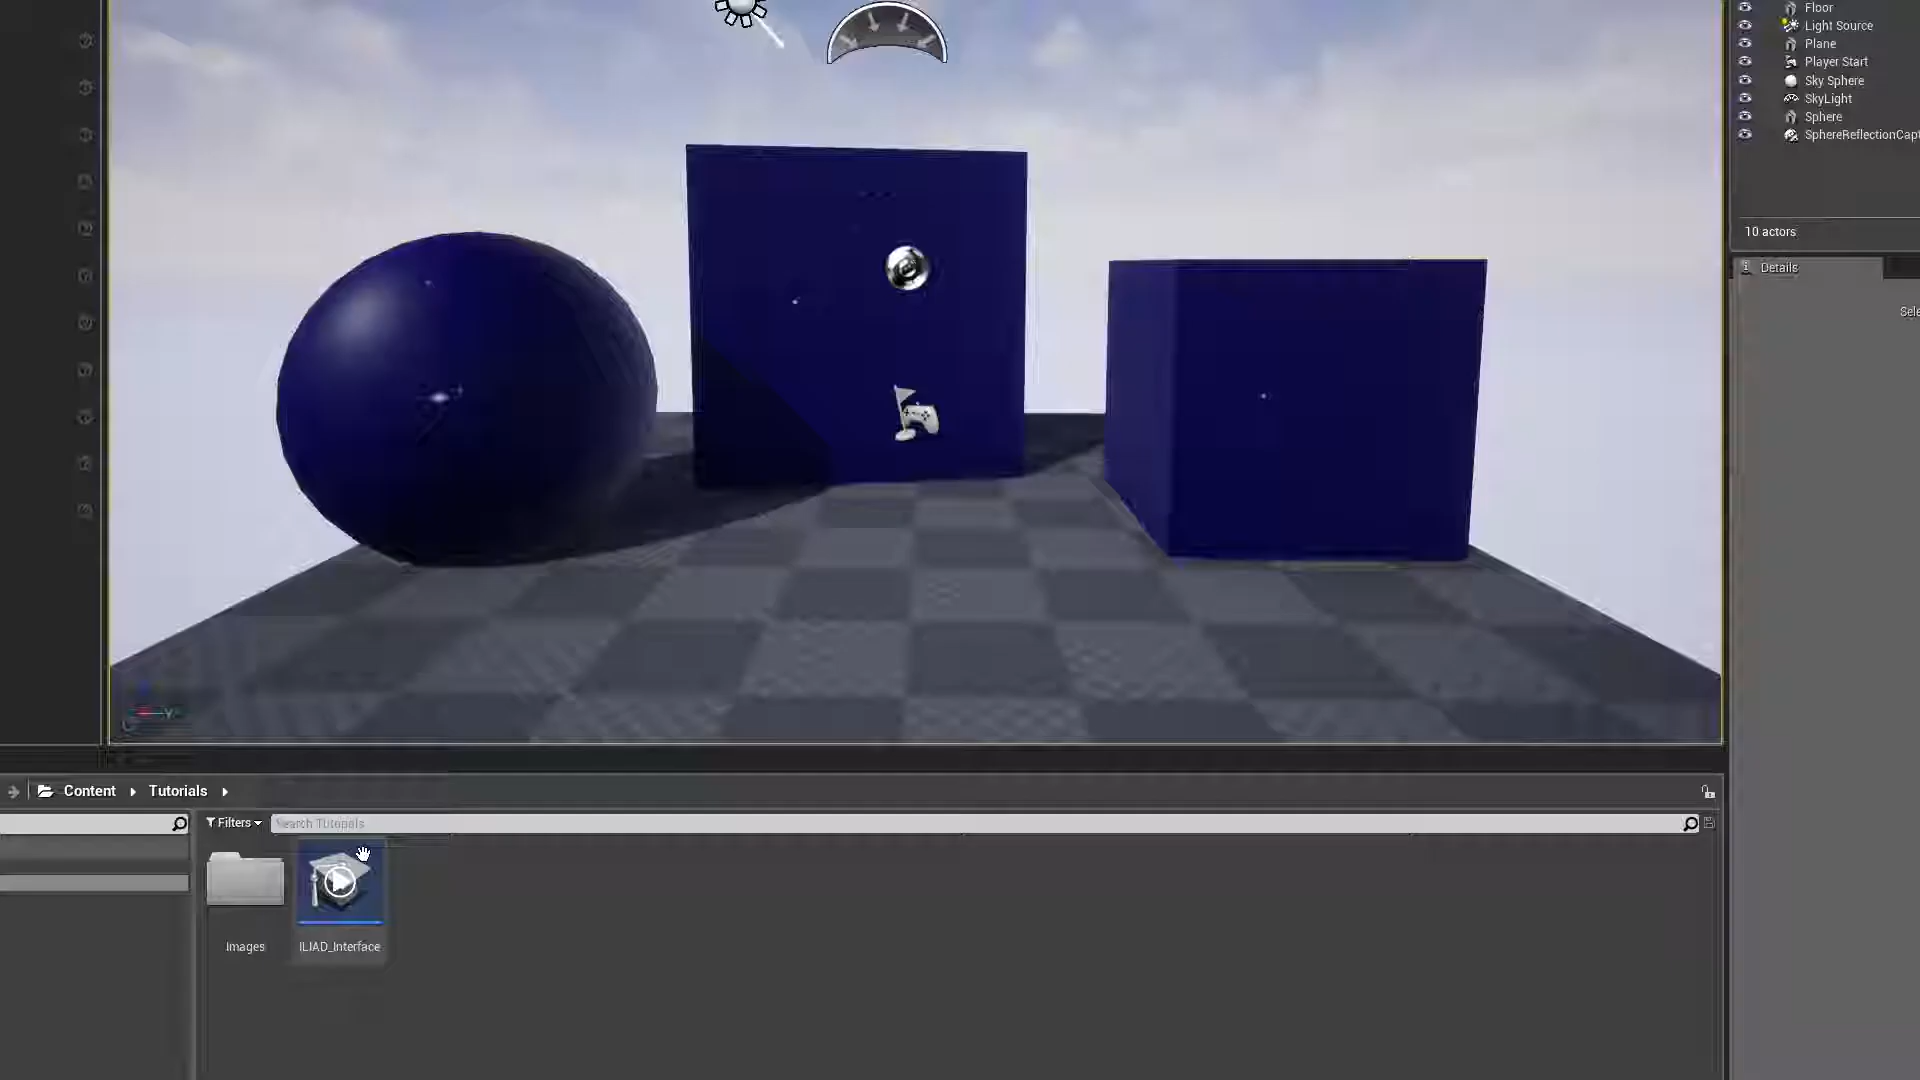 Floor
Light Source
Plane
Player Start
Sky Sphere
SkyLight
Sphere
SphereReflectionCapt
10 actors
Details
Sele
Content
Tutorials
Filters
Search Tutorials
Images
ILIAD_Interface